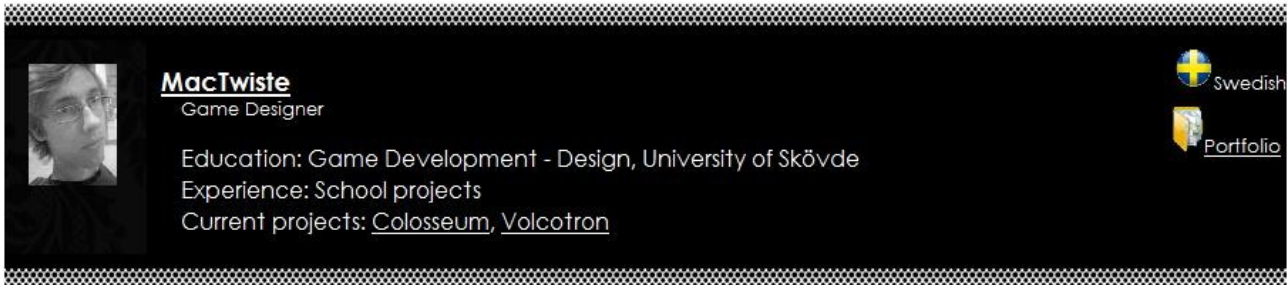 MacTwiste
Game Designer
Education: Game Development - Design, University of Skövde
Experience: School projects
Current projects: Colosseum, Volcotron
Swedish
Portfolio